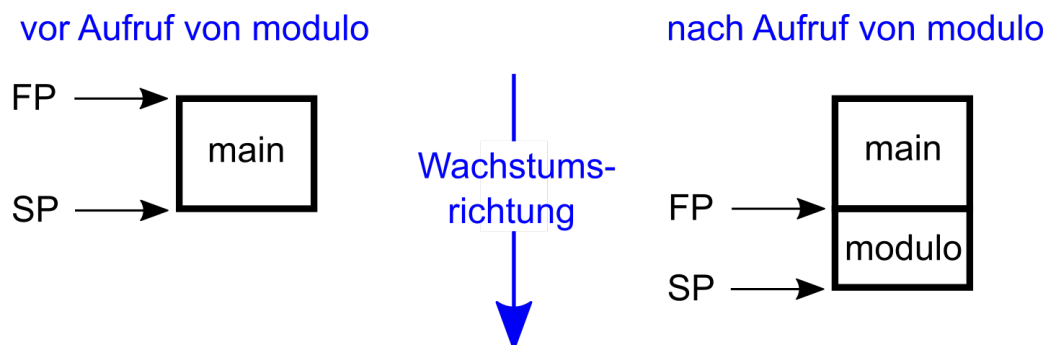 vor Aufruf von modulo
nach Aufruf von modulo
FP
main
SP
Wachstums-
richtung
main
FP
modulo
SP